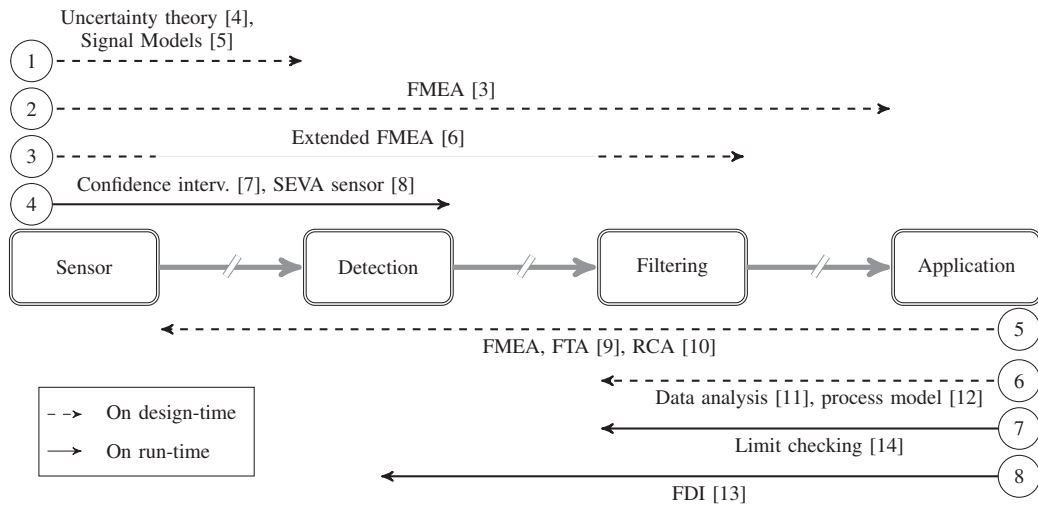 Uncertainty theory [4],
Signal Models [5]
1
FMEA [3]
2
Extended FMEA [6]
3
Confidence interv. [7], SEVA sensor [8]
4
Sensor
Detection
Filtering
Application
5
FMEA, FTA [9], RCA [10]
6
Data analysis [11], process model [12]
On design-time
7
Limit checking [14]
On run-time
8
FDI [13]